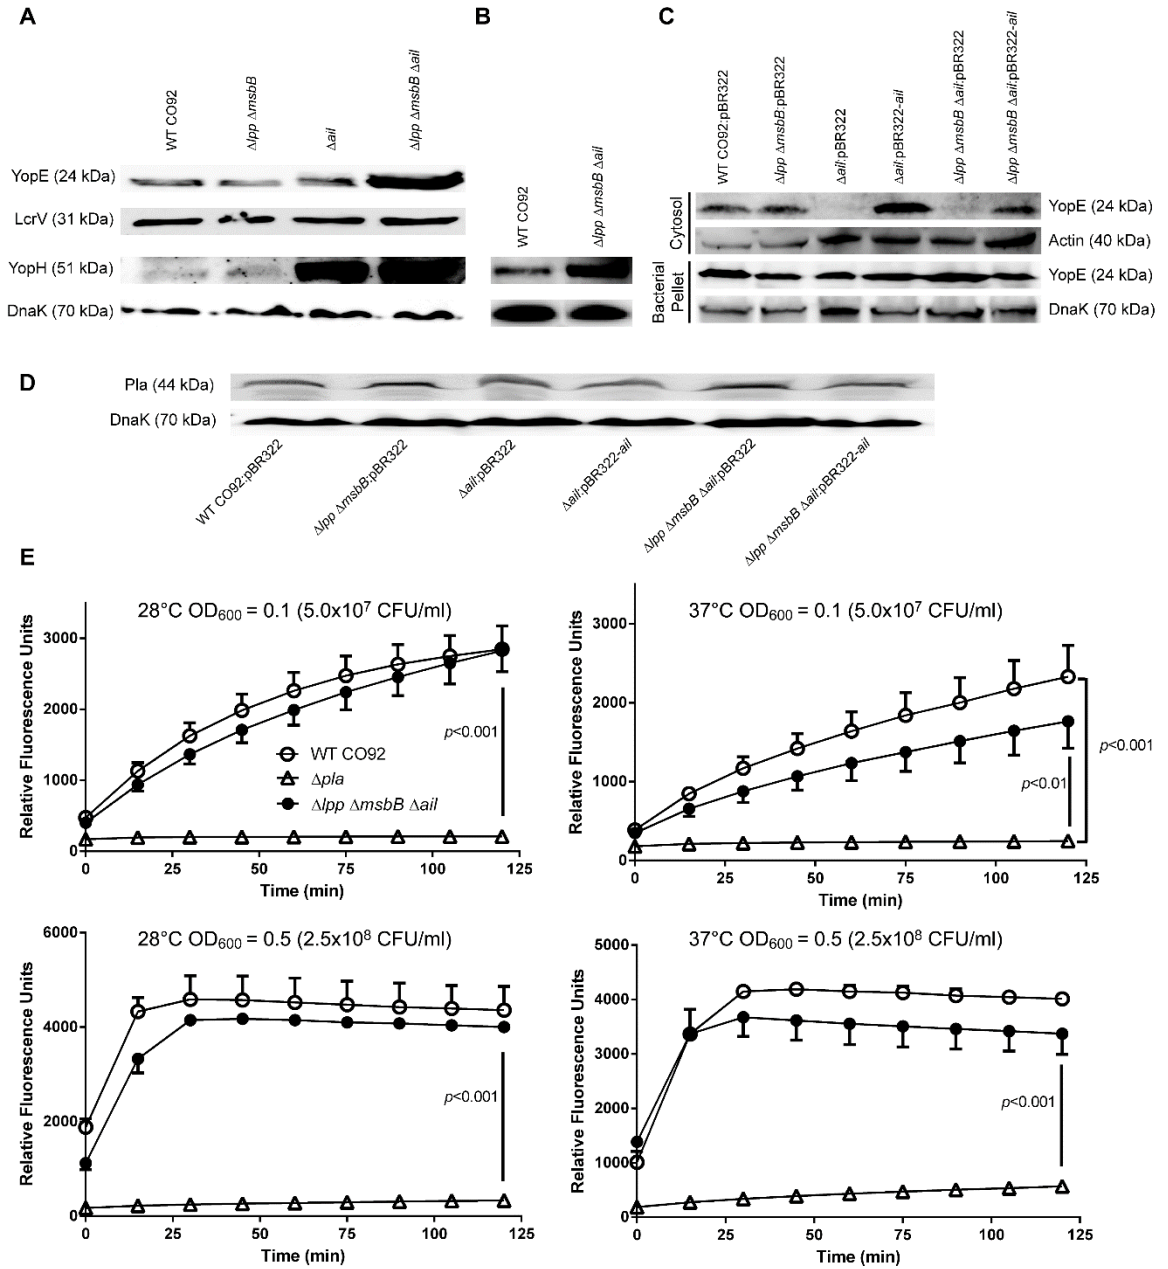 A
B
C
WT CO92
Δlpp ΔmsbB
Δail
Δlpp ΔmsbB Δail
YopE (24 kDa)
LcrV (31 kDa)
YopH (51 kDa)
DnaK (70 kDa)
WT CO92
Δlpp ΔmsbB Δail
WT CO92:pBR322
Δlpp ΔmsbB:pBR322
Δail:pBR322
Δail:pBR322-ail
Δlpp ΔmsbB Δail:pBR322
Δlpp ΔmsbB Δail:pBR322-ail
Cytosol
YopE (24 kDa)
Actin (40 kDa)
Bacterial
Pellet
YopE (24 kDa)
DnaK (70 kDa)
D
Pla (44 kDa)
DnaK (70 kDa)
WT CO92:pBR322
Δlpp ΔmsbB:pBR322
Δail:pBR322
Δail:pBR322-ail
Δlpp ΔmsbB Δail:pBR322
Δlpp ΔmsbB Δail:pBR322-ail
E
28°C OD600 = 0.1 (5.0x10⁷ CFU/ml)
Relative Fluorescence Units
3000
2000
1000
0
p<0.001
WT CO92
Δpla
Δlpp ΔmsbB Δail
0 25 50 75 100 125
Time (min)
37°C OD600 = 0.1 (5.0x10⁷ CFU/ml)
Relative Fluorescence Units
3000
2000
1000
0
p<0.001
p<0.01
0 25 50 75 100 125
Time (min)
28°C OD600 = 0.5 (2.5x10⁸ CFU/ml)
Relative Fluorescence Units
6000
4000
2000
0
p<0.001
0 25 50 75 100 125
Time (min)
37°C OD600 = 0.5 (2.5x10⁸ CFU/ml)
Relative Fluorescence Units
5000
4000
3000
2000
1000
0
p<0.001
0 25 50 75 100 125
Time (min)